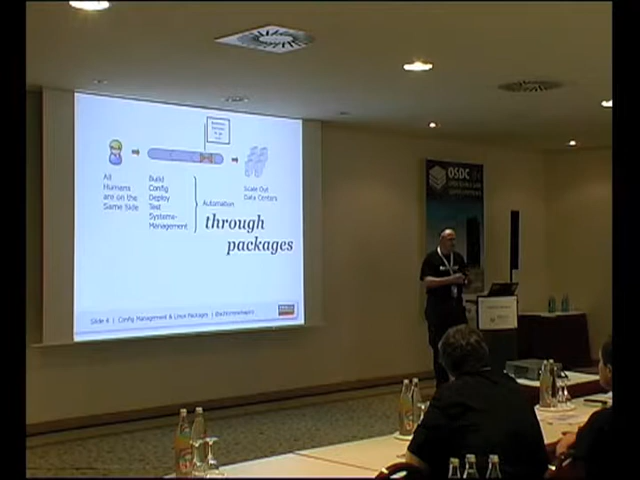 All
Humans
are on the
Same Side
Build
Config
Deploy
Test
Systems-
Management
Automation
through
packages
Scale Out
Data Centers
Slide 4 | Config Management & Linux Packages |
OSDC